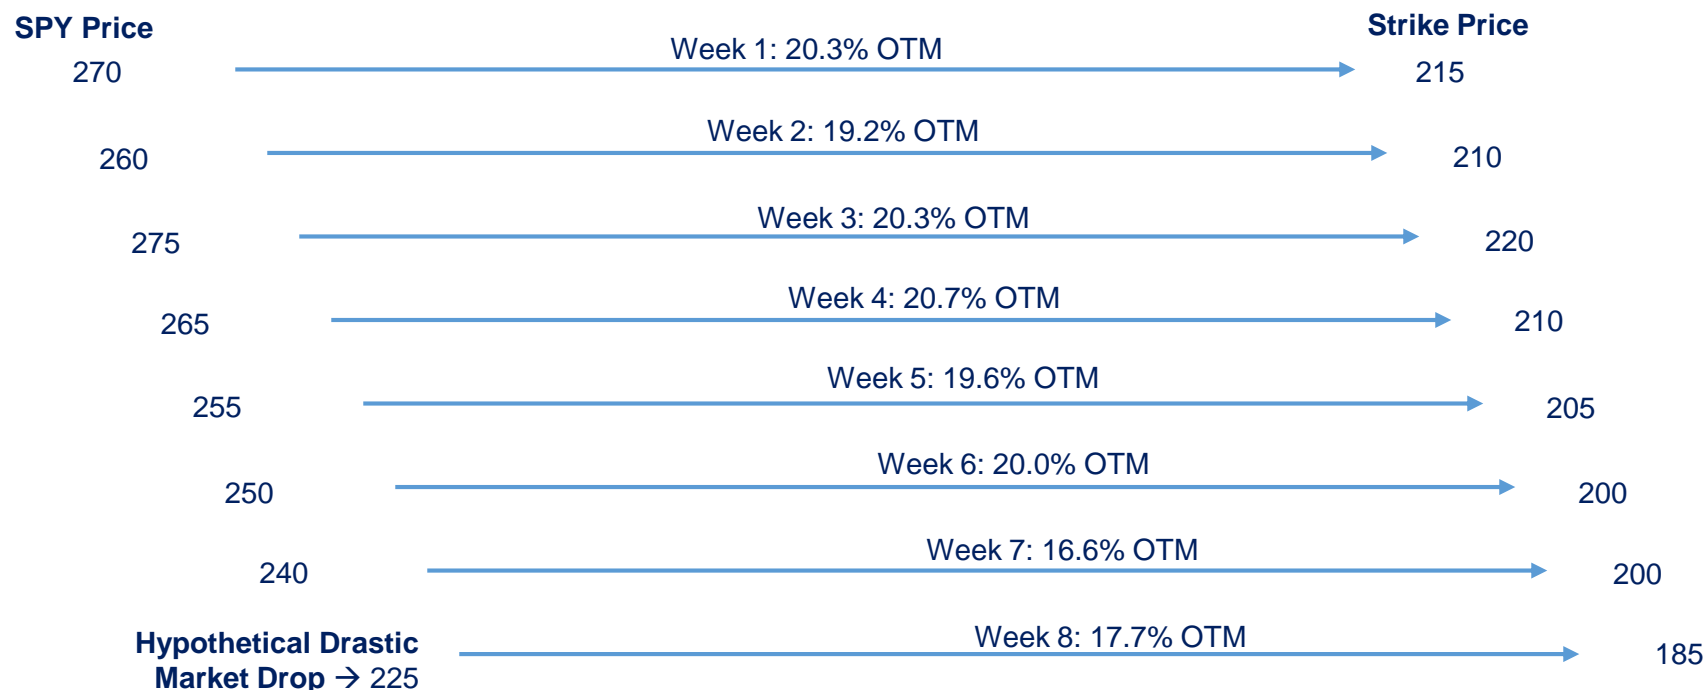 SPY Price
Strike Price
Week 1: 20.3% OTM
270
215
Week 2: 19.2% OTM
260
210
Week 3: 20.3% OTM
275
220
Week 4: 20.7% OTM
265
210
Week 5: 19.6% OTM
255
205
Week 6: 20.0% OTM
250
200
Week 7: 16.6% OTM
240
200
Hypothetical Drastic
Market Drop → 225
Week 8: 17.7% OTM
185